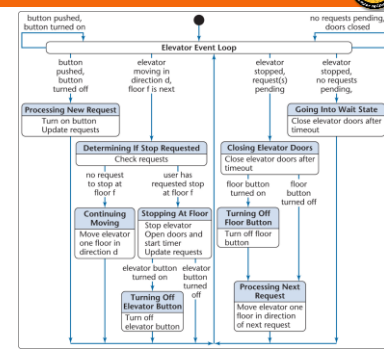 button pushed,
button turned on
no requests pending,
doors closed
Elevator Event Loop
button
pushed,
button
turned off
elevator
moving in
direction d,
floor f is next
elevator
stopped,
request(s)
pending
elevator
stopped,
no requests
pending,
Processing New Request
Turn on button
Update requests
Going Into Wait State
Close elevator doors after
timeout
Determining If Stop Requested
Check requests
Closing Elevator Doors
Close elevator doors after
timeout
no request
to stop at
floor f
user has
requested stop
at floor f
floor button
turned on
floor
button
turned off
Continuing
Moving
Move elevator
one floor in
direction d
Stopping At Floor
Stop elevator
Open doors and
start timer
Update requests
Turning Off
Floor Button
Turn off floor
button
elevator button
turned on
elevator
button
turned
off
Turning Off
Elevator Button
Turn off
elevator button
Processing Next
Request
Move elevator one
floor in direction
of next request